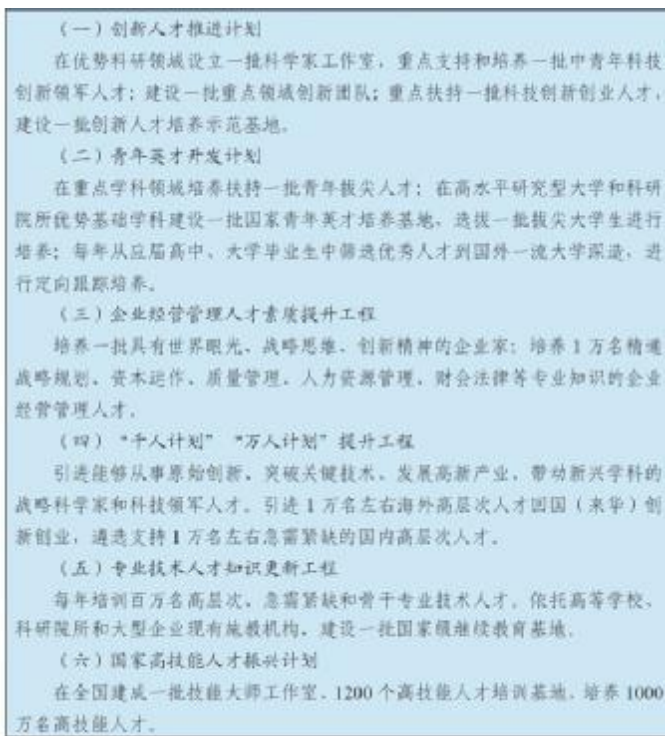 （一）创新人才推进计划
在优势科研领域设立一批科学家工作室，重点支持和培养一批中青年科技
创新领军人才；建设一批重点领域创新团队；重点扶持一批科技创新创业人才，
建设一批创新人才培养示范基地。
（二）青年英才开发计划
在重点学科领域培养扶持一批青年拔尖人才；在高水平研究型大学和科研
院所优势基础学科建设一批国家青年英才培养基地，选拔一批拔尖大学生进行
培养；每年从应届高中、大学毕业生中筛选优秀人才到国外一流大学深造，进
行定向跟踪培养。
（三）企业经营管理人才素质提升工程
培养一批具有世界眼光、战略思维、创新精神的企业家；培养 1 万名精通
战略规划、资本运作、质量管理、人力资源管理、财会法律等专业知识的企业
经营管理人才。
（四）“千人计划”“万人计划”提升工程
引进能够从事原始创新、突破关键技术、发展高新产业、带动新兴学科的
战略科学家和科技领军人才。引进 1 万名左右海外高层次人才回国（来华）创
新创业，遴选支持 1 万名左右急需紧缺的国内高层次人才。
（五）专业技术人才知识更新工程
每年培训百万名高层次、急需紧缺和骨干专业技术人才。依托高等学校、
科研院所和大型企业现有施教机构，建设一批国家级继续教育基地。
（六）国家高技能人才振兴计划
在全国建成一批技能大师工作室、1200 个高技能人才培训基地，培养 1000
万名高技能人才。